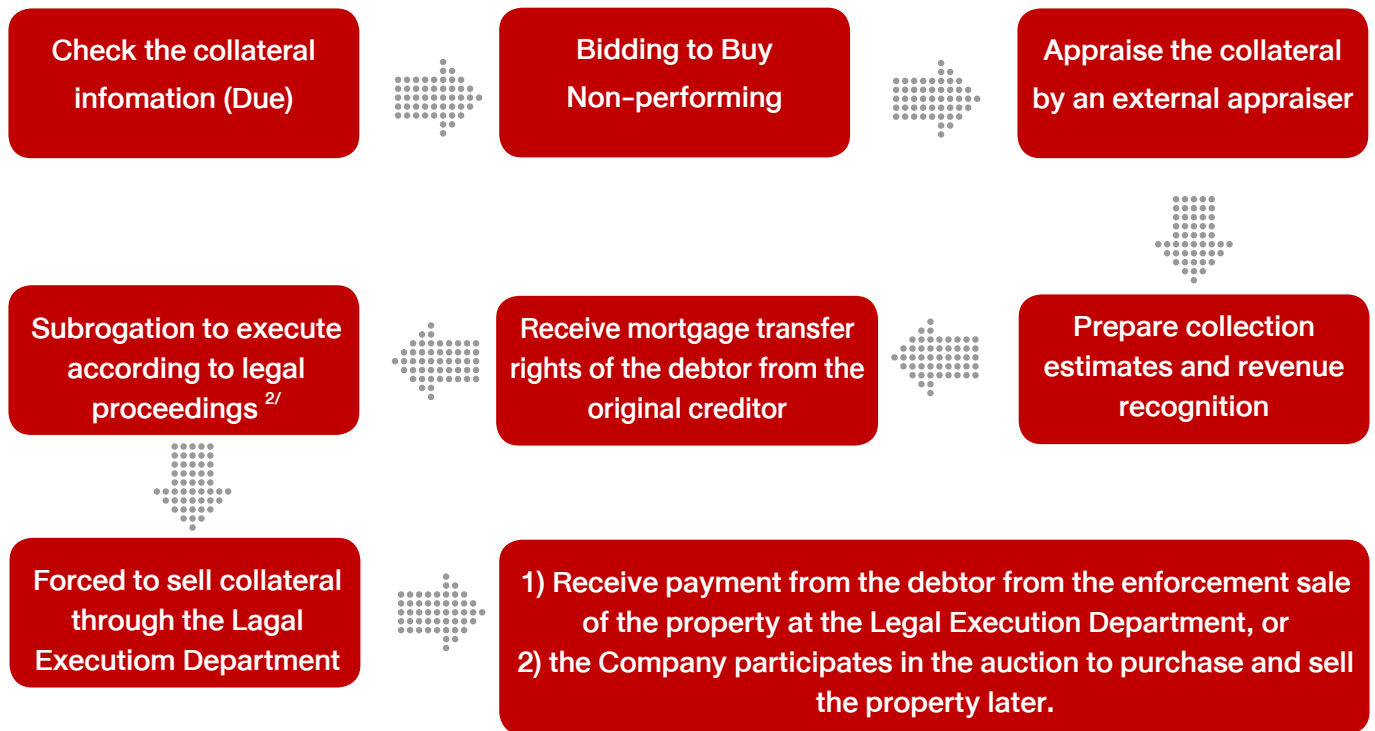 Check the collateral
infomation (Due)
Bidding to Buy
Non-performing
Appraise the collateral
by an external appraiser
Prepare collection
estimates and revenue
recognition
Receive mortgage transfer
rights of the debtor from the
original creditor
Subrogation to execute
according to legal
proceedings 2/
Forced to sell collateral
through the Lagal
Executiom Department
1) Receive payment from the debtor from the enforcement sale
of the property at the Legal Execution Department, or
2) the Company participates in the auction to purchase and sell
the property later.